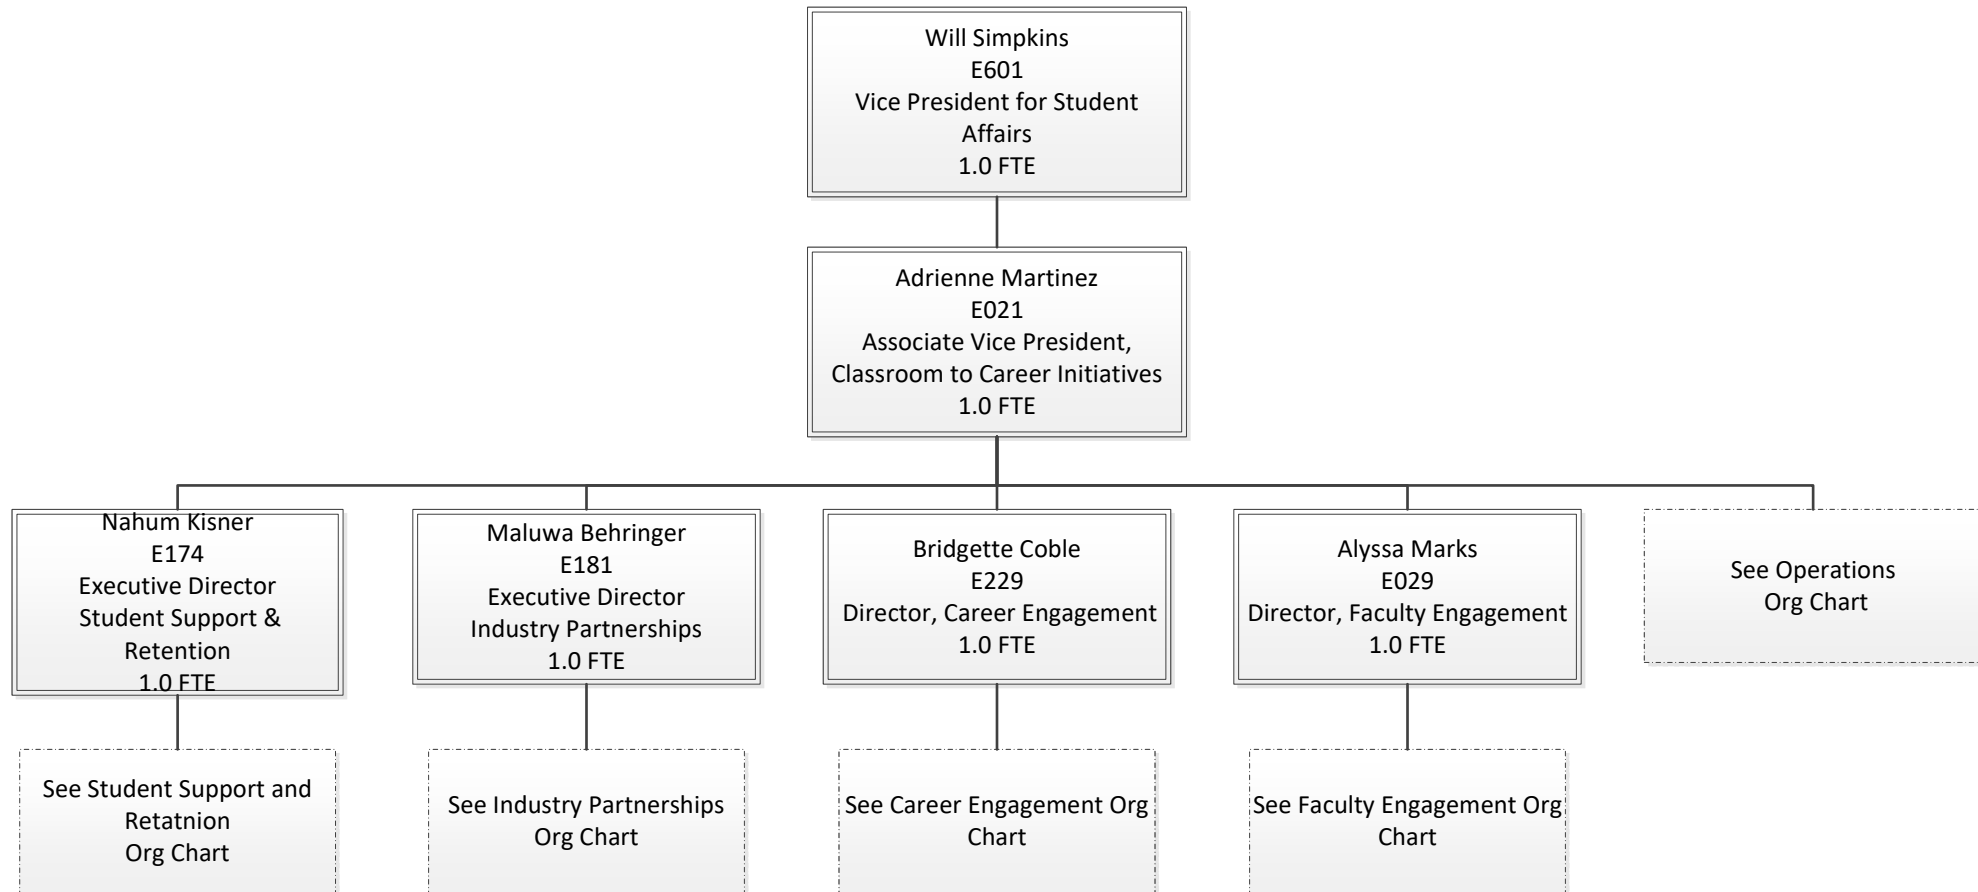 Will Simpkins
E601
Vice President for Student
Affairs
1.0 FTE
Adrienne Martinez
E021
Associate Vice President,
Classroom to Career Initiatives
1.0 FTE
Nahum Kisner
E174
Executive Director
Student Support &
Retention
1.0 FTE
Maluwa Behringer
E181
Executive Director
Industry Partnerships
1.0 FTE
Bridgette Coble
E229
Director, Career Engagement
1.0 FTE
Alyssa Marks
E029
Director, Faculty Engagement
1.0 FTE
See Operations
Org Chart
See Student Support and
Retatnion
Org Chart
See Industry Partnerships
Org Chart
See Career Engagement Org
Chart
See Faculty Engagement Org
Chart